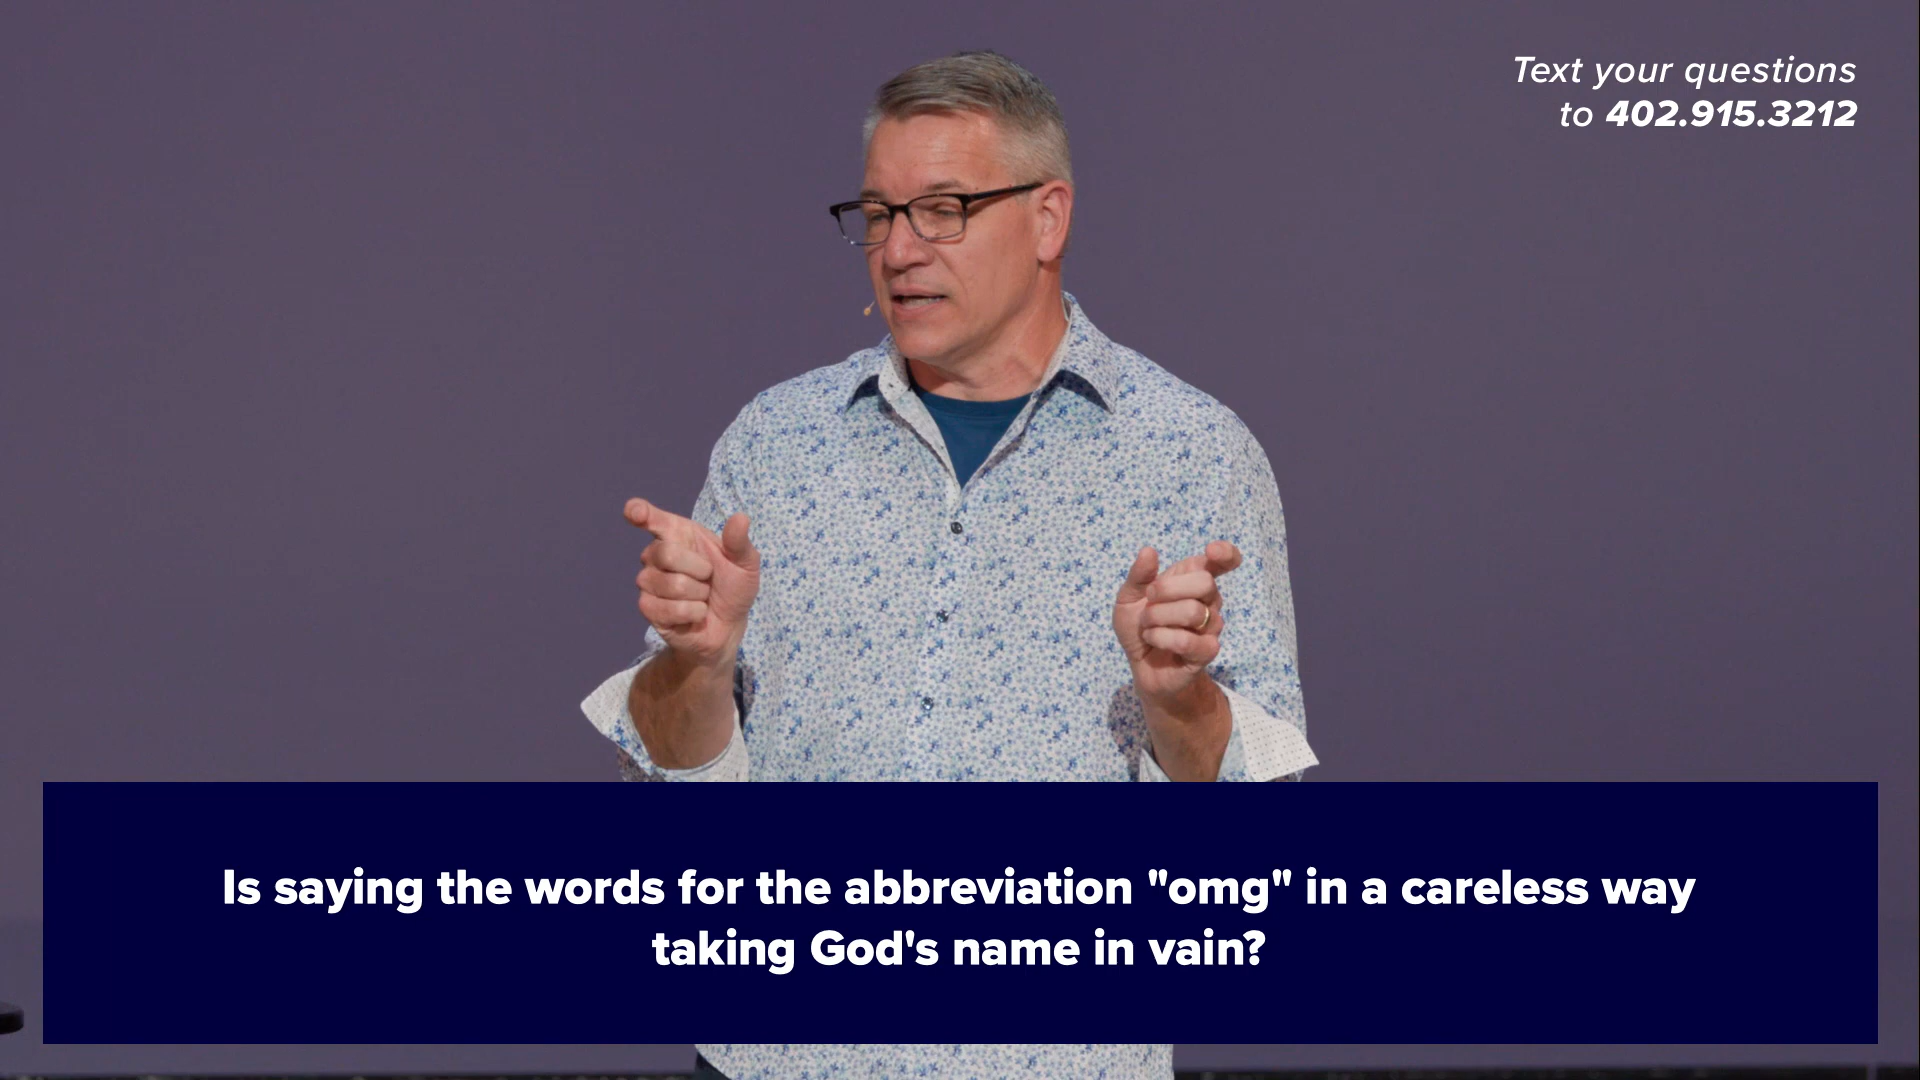 Text your questions
to 402.915.3212
Is saying the words for the abbreviation "omg" in a careless way
taking God's name in vain?